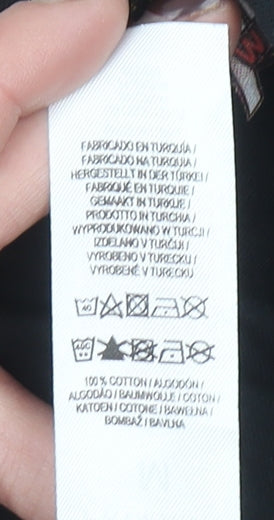 FABRICADO EN TURQUÍA /
FABRICADO NA TURQUIA /
HERGESTELLT IN DER TÜRKEI /
FABRIQUÉ EN TURQUIE /
GEMAAKT IN TURKIJE /
PRODOTTO IN TURCHIA /
WYPRODUKOWANO W TURCJI /
IZDELANO V TURČIJI /
VYROBENO V TURECKU /
VYROBENÉ V TURECKU
40
40C
100% COTTON / ALGODÓN /
ALGODÃO / BAUMWOLLE / COTON /
KATOEN / COTONE / BAWEŁNA /
BOMBAŽ / BAVLNA